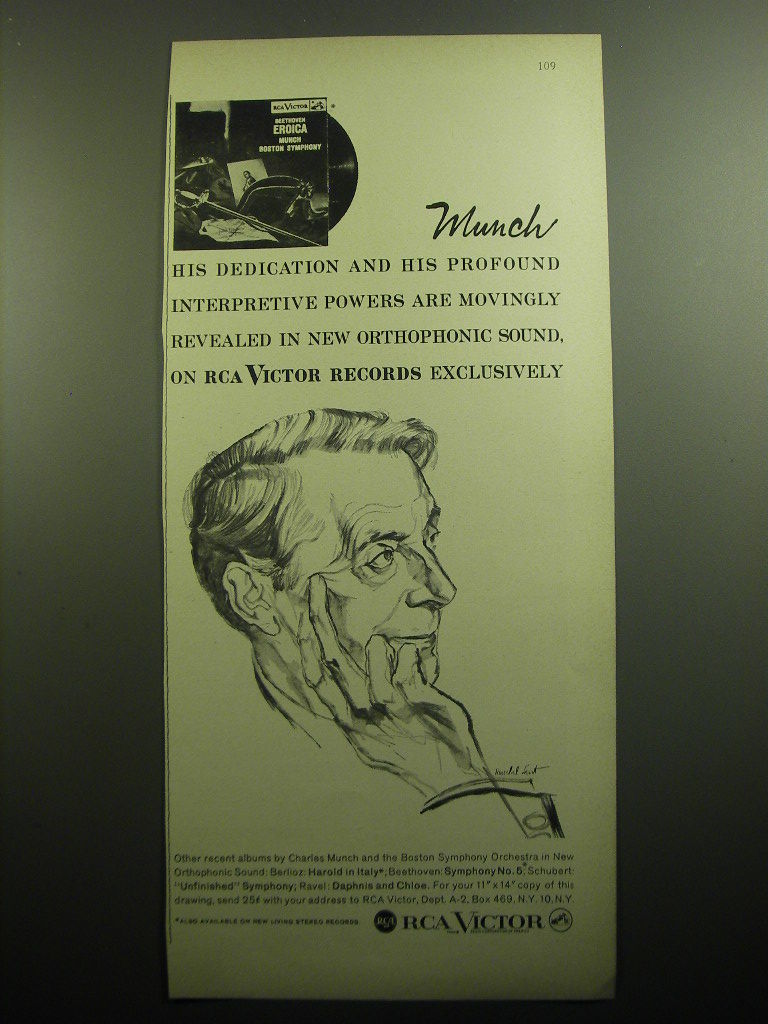 109
RCA VICTOR
*
BEETHOVEN
EROICA
MUNCH
BOSTON SYMPHONY
Munch
HIS DEDICATION AND HIS PROFOUND
INTERPRETIVE POWERS ARE MOVINGLY
REVEALED IN NEW ORTHOPHONIC SOUND,
ON RCA VICTOR RECORDS EXCLUSIVELY
Other recent albums by Charles Munch and the Boston Symphony Orchestra in New
Orthophonic Sound: Berlioz: Harold in Italy*; Beethoven: Symphony No. 5*; Schubert:
"Unfinished" Symphony; Ravel: Daphnis and Chloe. For your 11" x 14" copy of this
drawing, send 25¢ with your address to RCA Victor, Dept. A-2, Box 469, N.Y. 10, N.Y.
*ALSO AVAILABLE ON NEW LIVING STEREO RECORDS.
RCA RCA VICTOR